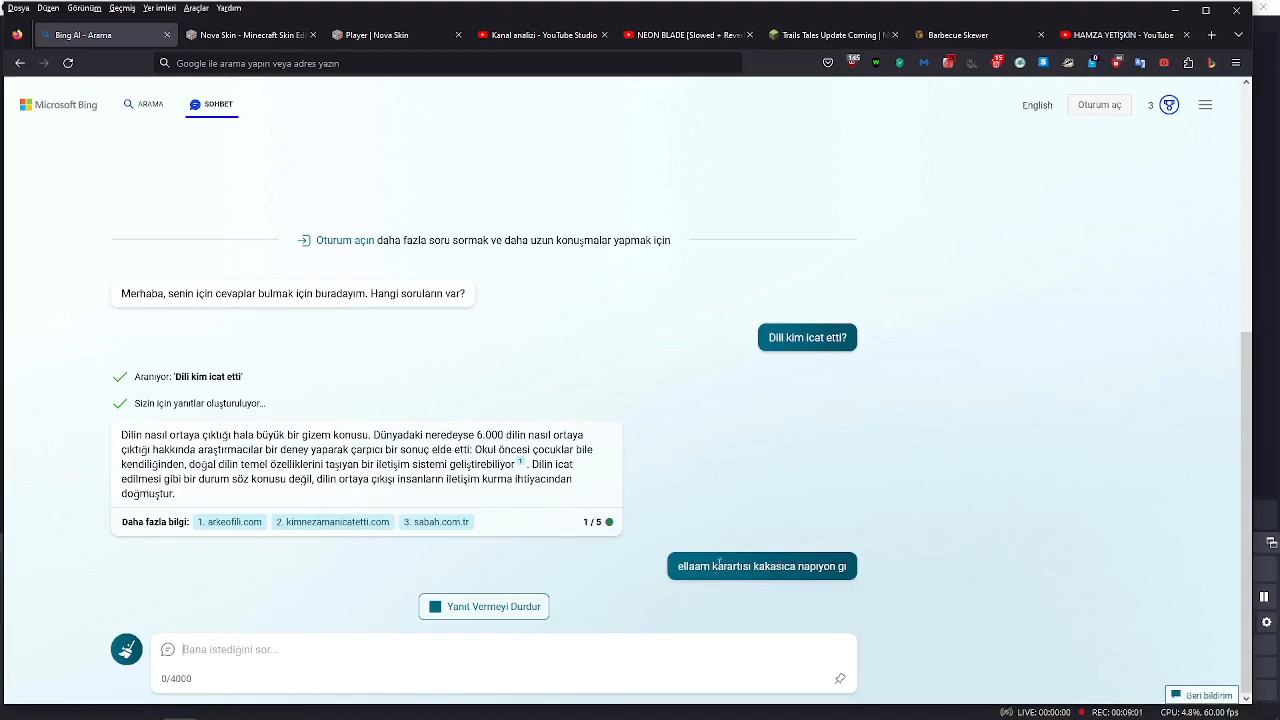 Dosya Düzen Görünüm Geçmiş Yer imleri Araçlar Yardım
Bing AI - Arama
Nova Skin - Minecraft Skin Edi
Player | Nova Skin
Kanal analizi - YouTube Studio
NEON BLADE [Slowed + Rever
Trails Tales Update Coming | M
Barbecue Skewer
HAMZA YETİŞKİN - YouTube
Google ile arama yapın veya adres yazın
145
15
0
Microsoft Bing
ARAMA
SOHBET
English
Oturum aç
3
Oturum açın daha fazla soru sormak ve daha uzun konuşmalar yapmak için
Merhaba, senin için cevaplar bulmak için buradayım. Hangi soruların var?
Dili kim icat etti?
Aranıyor: 'Dili kim icat etti'
Sizin için yanıtlar oluşturuluyor...
Dilin nasıl ortaya çıktığı hala büyük bir gizem konusu. Dünyadaki neredeyse 6.000 dilin nasıl ortaya
çıktığı hakkında araştırmacılar bir deney yaparak çarpıcı bir sonuç elde etti: Okul öncesi çocuklar bile
kendiliğinden, doğal dilin temel özelliklerini taşıyan bir iletişim sistemi geliştirebiliyor 1 . Dilin icat
edilmesi gibi bir durum söz konusu değil, dilin ortaya çıkışı insanların iletişim kurma ihtiyacından
doğmuştur.
Daha fazla bilgi: 1. arkeofili.com 2. kimnezamanicatetti.com 3. sabah.com.tr 1 / 5
ellaam karartısı kakasıca napıyon gı
Yanıt Vermeyi Durdur
Bana istediğini sor...
0/4000
Geri bildirim
LIVE: 00:00:00 REC: 00:09:01 CPU: 4.8%, 60.00 fps